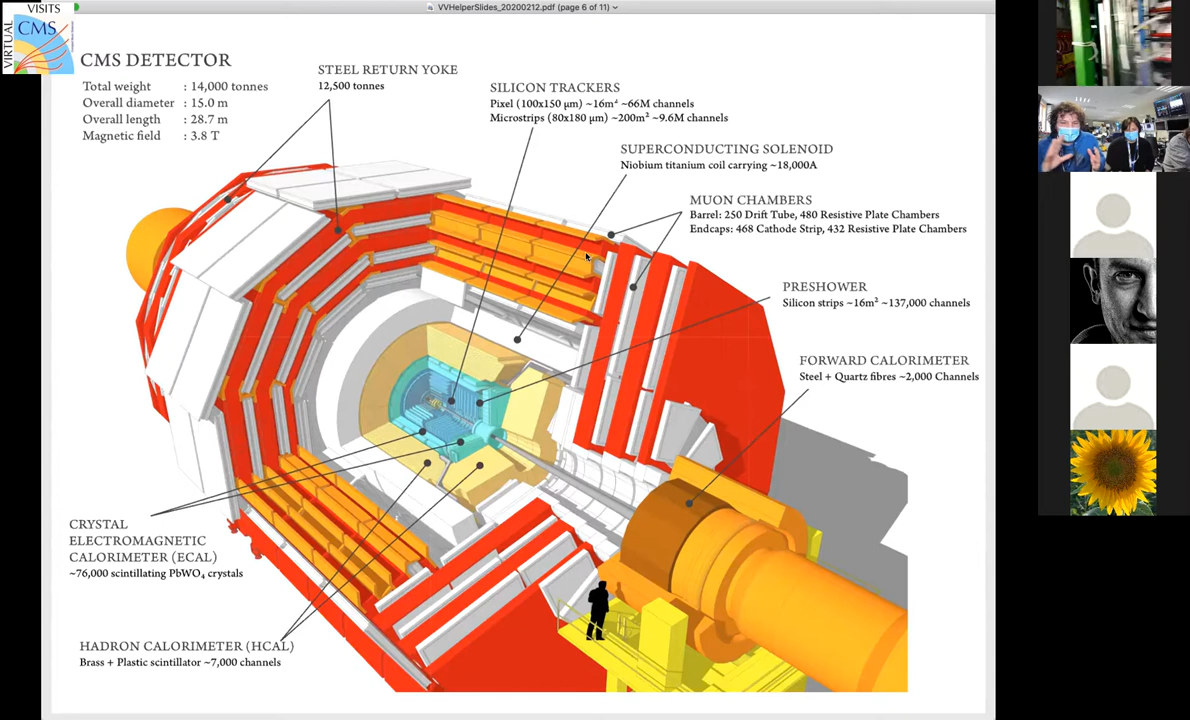 VVHelperSlides_20200212.pdf (page 6 of 11)
VISITS
VIRTUAL
CMS
CMS DETECTOR
Total weight : 14,000 tonnes
Overall diameter : 15.0 m
Overall length : 28.7 m
Magnetic field : 3.8 T
STEEL RETURN YOKE
12,500 tonnes
SILICON TRACKERS
Pixel (100x150 μm) ~16m² ~66M channels
Microstrips (80x180 μm) ~200m² ~9.6M channels
SUPERCONDUCTING SOLENOID
Niobium titanium coil carrying ~18,000A
MUON CHAMBERS
Barrel: 250 Drift Tube, 480 Resistive Plate Chambers
Endcaps: 468 Cathode Strip, 432 Resistive Plate Chambers
PRESHOWER
Silicon strips ~16m² ~137,000 channels
FORWARD CALORIMETER
Steel + Quartz fibres ~2,000 Channels
CRYSTAL
ELECTROMAGNETIC
CALORIMETER (ECAL)
~76,000 scintillating PbWO₄ crystals
HADRON CALORIMETER (HCAL)
Brass + Plastic scintillator ~7,000 channels